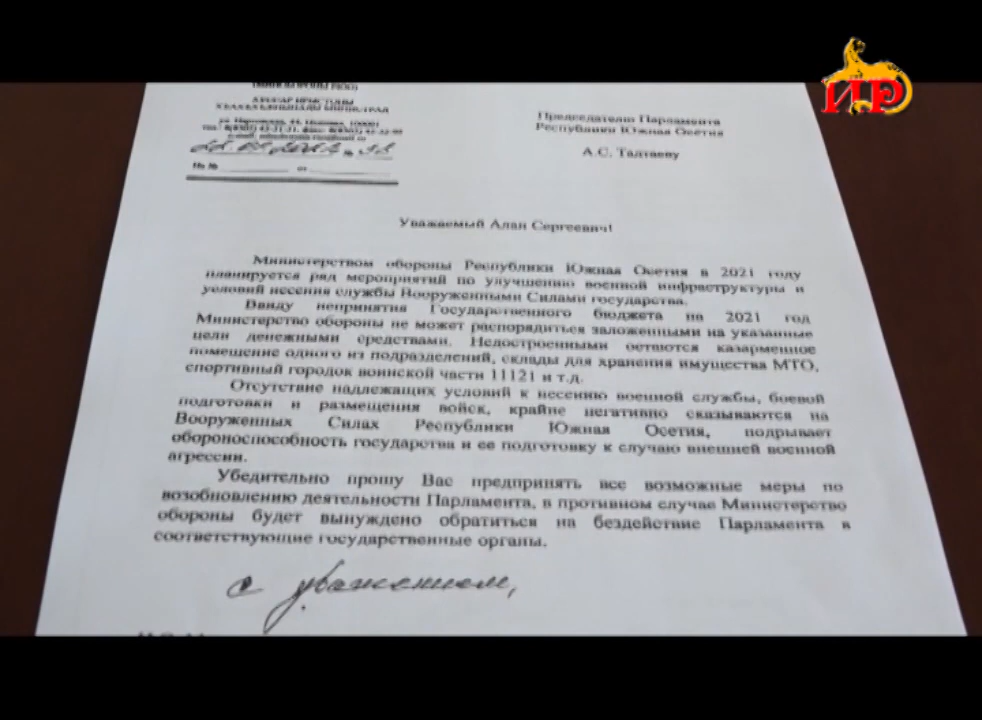 ИР
Председателю Парламента
Республики Южная Осетия
А.С. Тадтаеву
На № от
Уважаемый Алан Сергеевич!
Министерством обороны Республики Южная Осетия в 2021 году
планируется ряд мероприятий по улучшению военной инфраструктуры и
условий несения службы Вооруженными Силами государства.
Ввиду непринятия Государственного бюджета на 2021 год
Министерство обороны не может распорядиться заложенными на указанные
цели денежными средствами. Недостроенными остаются казарменное
помещение одного из подразделений, склады для хранения имущества МТО,
спортивный городок воинской части 11121 и т.д.
Отсутствие надлежащих условий к несению военной службы, боевой
подготовки и размещения войск, крайне негативно сказываются на
Вооруженных Силах Республики Южная Осетия, подрывает
обороноспособность государства и ее подготовку к случаю внешней военной
агрессии.
Убедительно прошу Вас предпринять все возможные меры по
возобновлению деятельности Парламента, в противном случае Министерство
обороны будет вынуждено обратиться на бездействие Парламента в
соответствующие государственные органы.
с уважением,